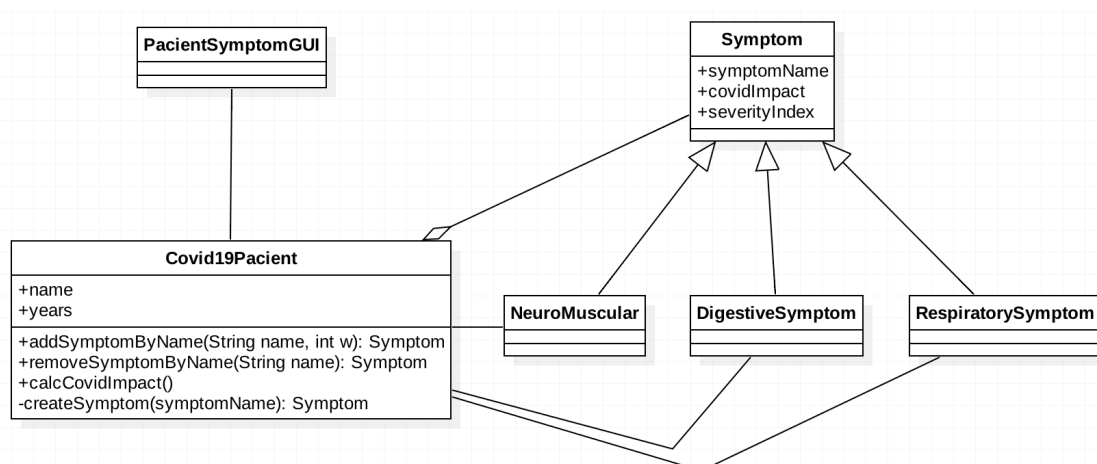 PacientSymptomGUI
Symptom
+symptomName
+covidImpact
+severityIndex
Covid19Pacient
+name
+years
+addSymptomByName(String name, int w): Symptom
+removeSymptomByName(String name): Symptom
+calcCovidImpact()
-createSymptom(symptomName): Symptom
NeuroMuscular
DigestiveSymptom
RespiratorySymptom